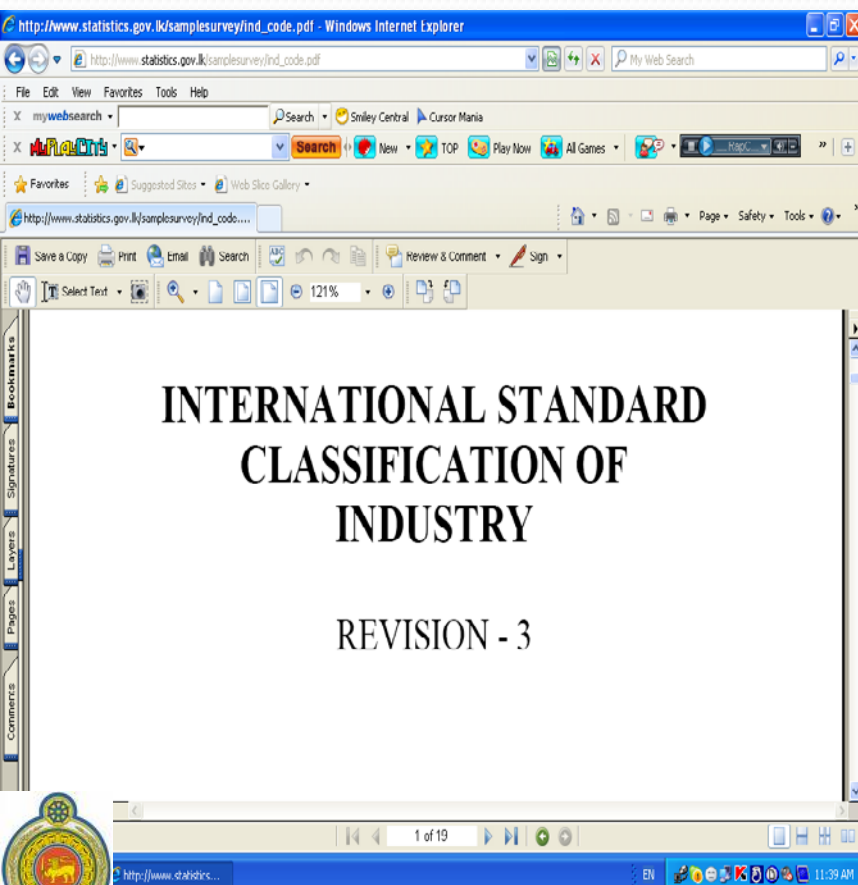 http://www.statistics.gov.lk/samplesurvey/ind_code.pdf - Windows Internet Explorer
http://www.statistics.gov.lk/samplesurvey/ind_code.pdf
My Web Search
File Edit View Favorites Tools Help
X mywebsearch Search Smiley Central Cursor Mania
X MyPlayCity Search New TOP Play Now All Games RapC... »
Favorites Suggested Sites Web Slice Gallery
http://www.statistics.gov.lk/samplesurvey/ind_code.... Page Safety Tools »
Save a Copy Print Email Search Review & Comment Sign
Select Text 121%
Bookmarks
Signatures
Layers
Pages
Comments
INTERNATIONAL STANDARD
CLASSIFICATION OF
INDUSTRY
REVISION - 3
1 of 19
http://www.statistics... EN 11:39 AM